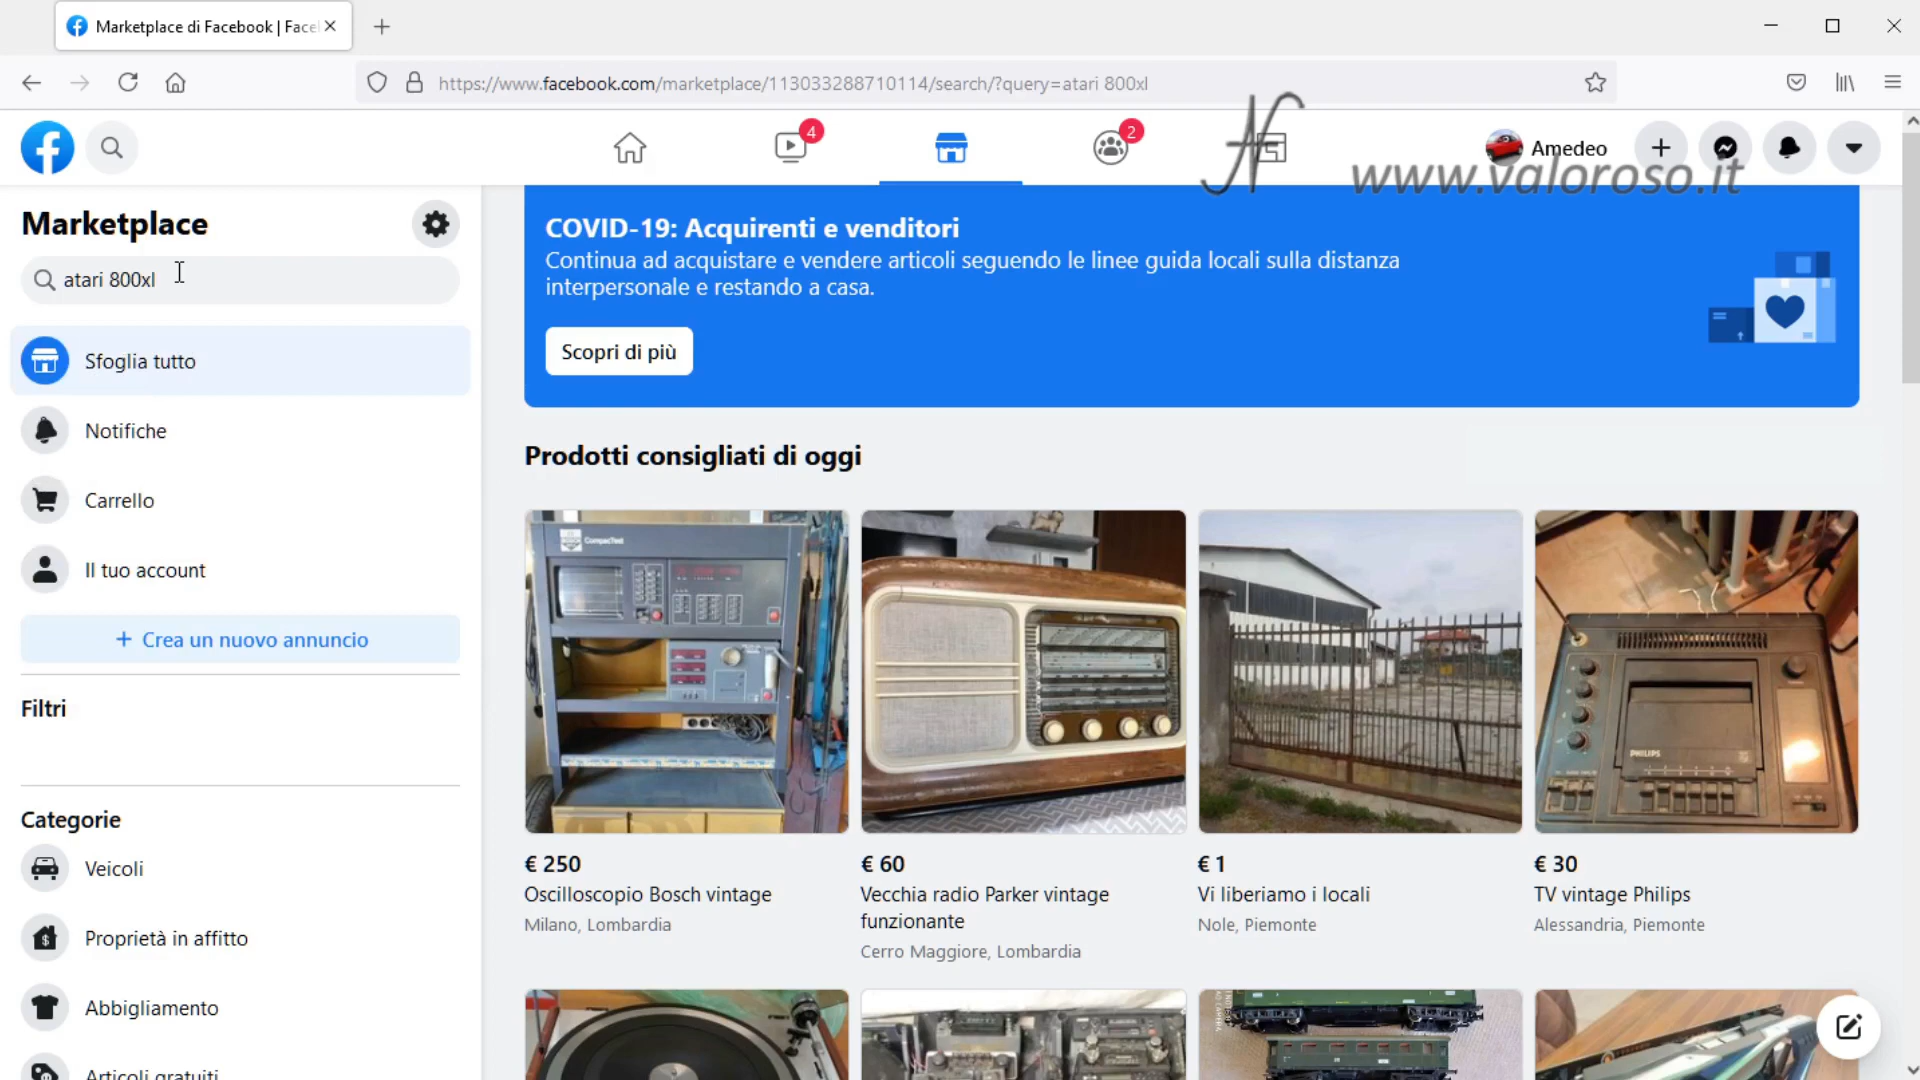 Marketplace di Facebook | Face
https://www.facebook.com/marketplace/113033288710114/search/?query=atari 800xl
4
2
Amedeo
www.valoroso.it
Marketplace
atari 800xl
Sfoglia tutto
Notifiche
Carrello
Il tuo account
+ Crea un nuovo annuncio
Filtri
Categorie
Veicoli
Proprietà in affitto
Abbigliamento
Articoli gratuiti
COVID-19: Acquirenti e venditori
Continua ad acquistare e vendere articoli seguendo le linee guida locali sulla distanza
interpersonale e restando a casa.
Scopri di più
Prodotti consigliati di oggi
CompacTest
PHILIPS
€ 250
Oscilloscopio Bosch vintage
Milano, Lombardia
€ 60
Vecchia radio Parker vintage
funzionante
Cerro Maggiore, Lombardia
€ 1
Vi liberiamo i locali
Nole, Piemonte
€ 30
TV vintage Philips
Alessandria, Piemonte